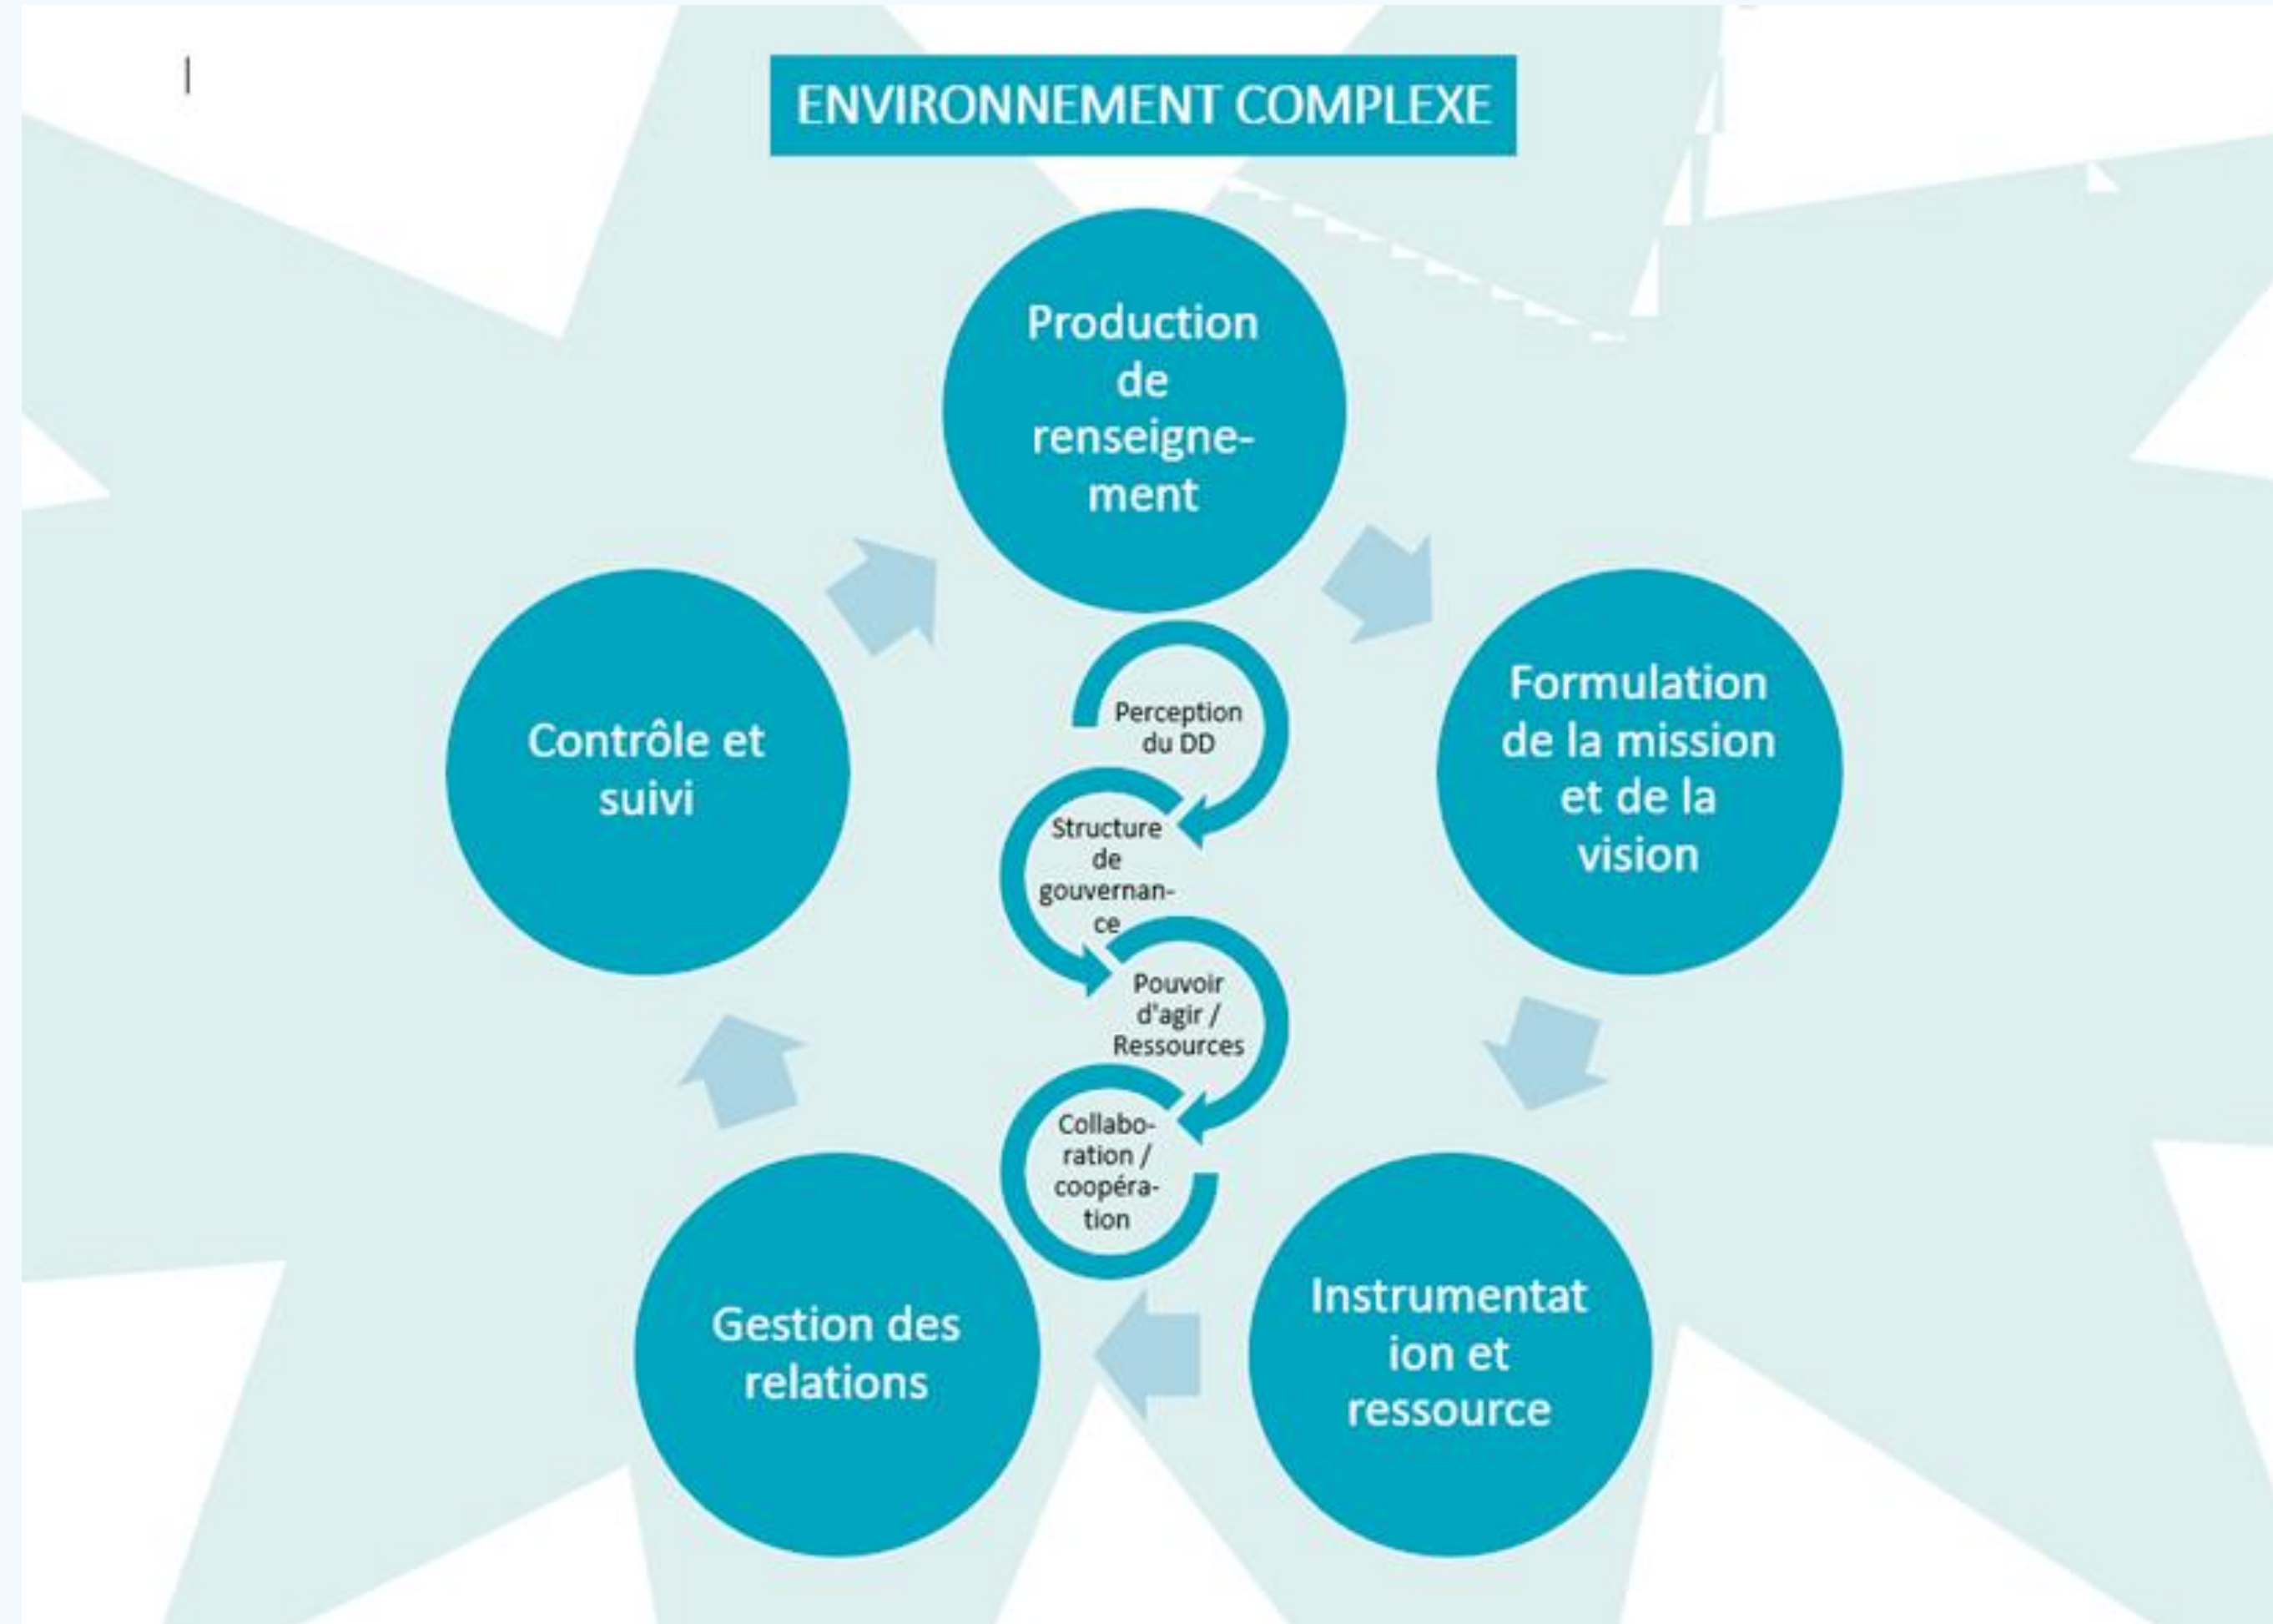 ENVIRONNEMENT COMPLEXE
Production
de
renseigne-
ment
Formulation
de la mission
et de la
vision
Instrumentat
ion et
ressource
Gestion des
relations
Contrôle et
suivi
Perception
du DD
Structure
de
gouvernan-
ce
Pouvoir
d'agir /
Ressources
Collabo-
ration /
coopéra-
tion